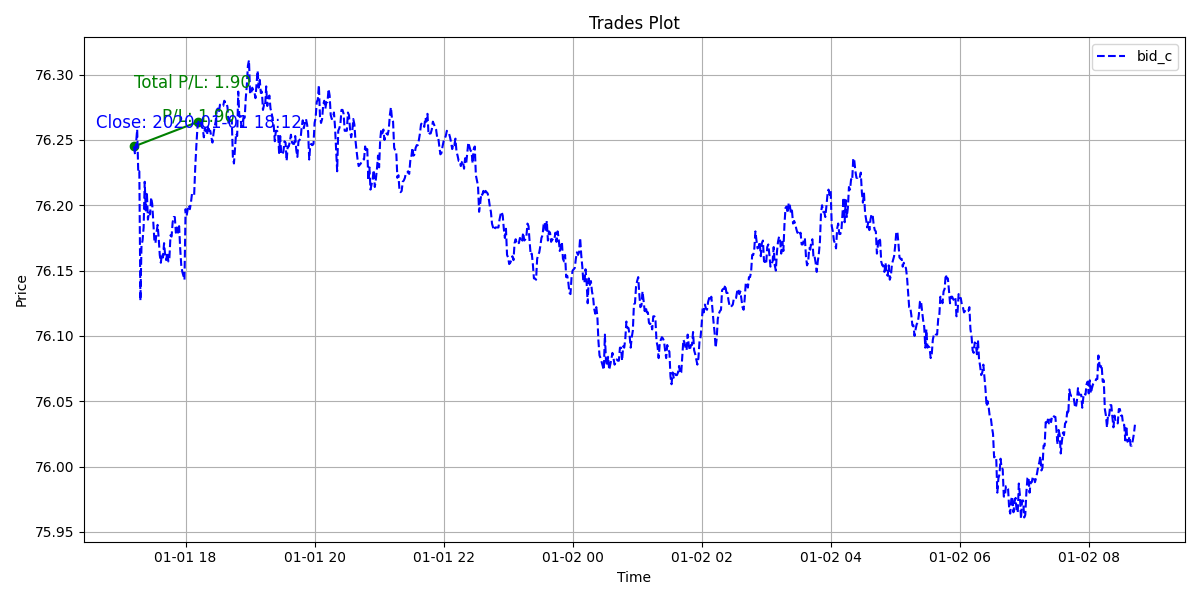 Trades Plot
bid_c
76.30
76.25
76.20
76.15
76.10
76.05
76.00
75.95
Price
Total P/L: 1.90
P/L: 1.90
Close: 2020-01-01 18:12
01-01 18
01-01 20
01-01 22
01-02 00
01-02 02
01-02 04
01-02 06
01-02 08
Time